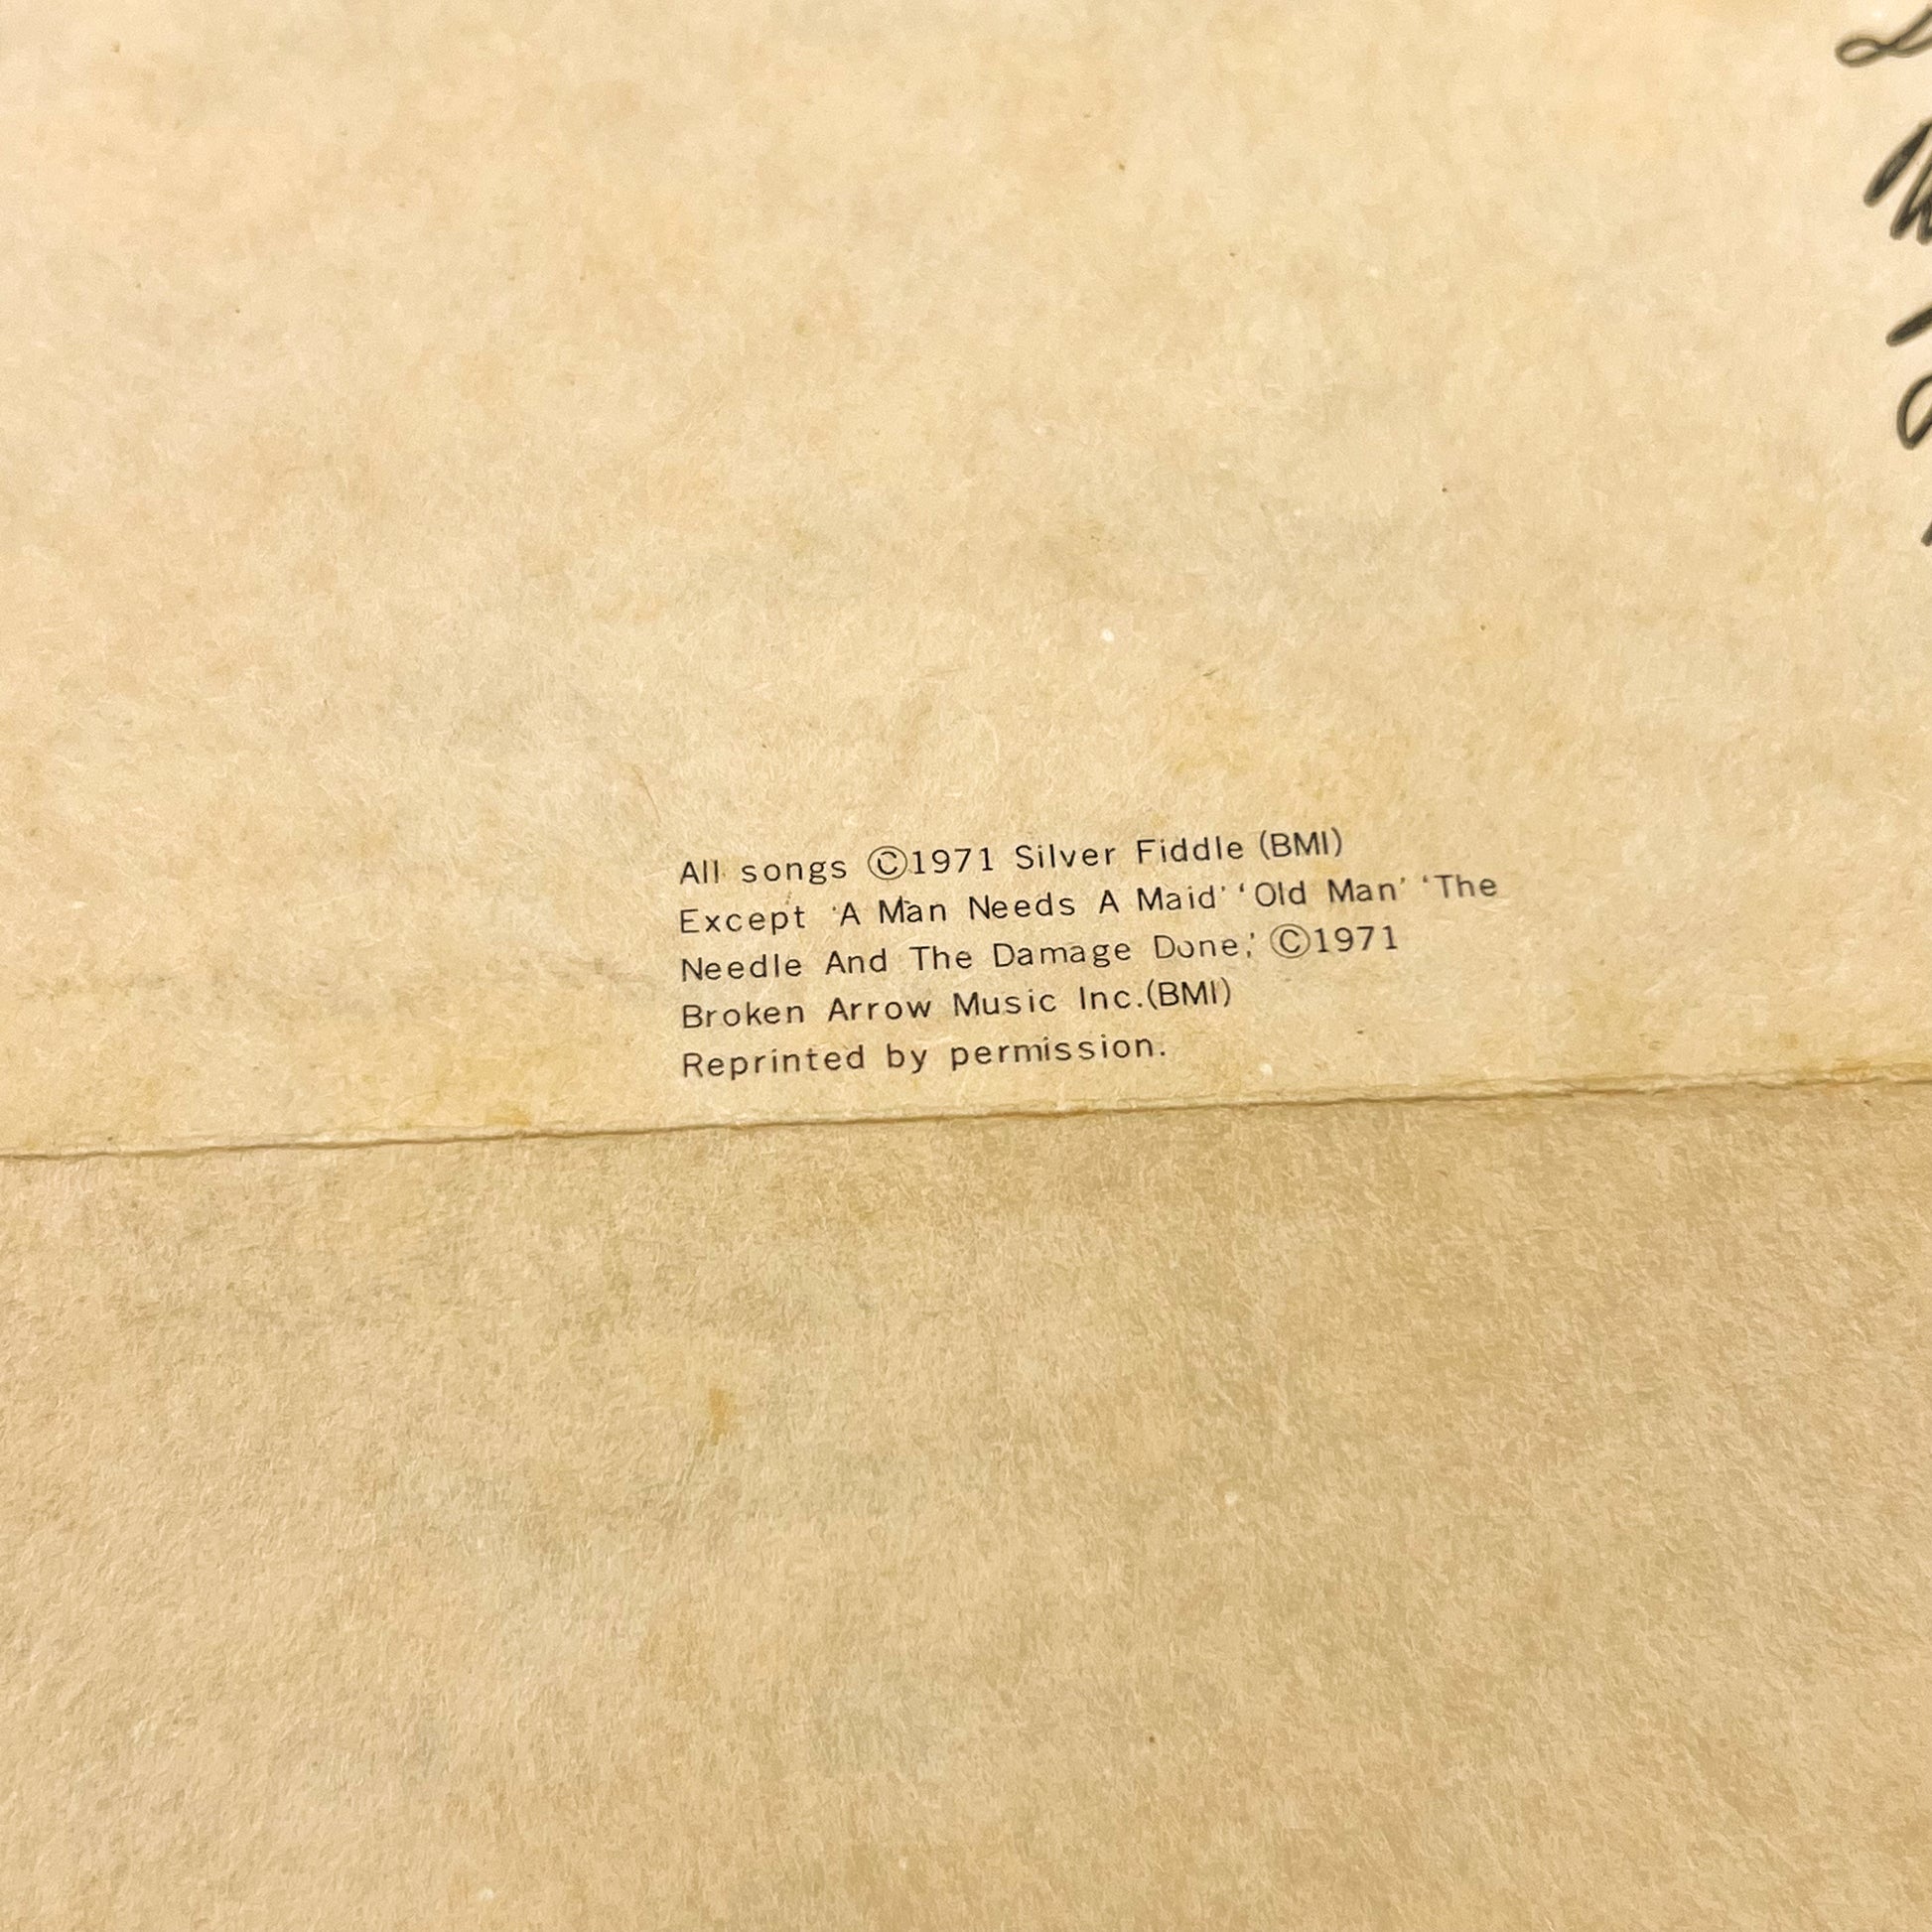 All songs ©1971 Silver Fiddle (BMI)
Except 'A Man Needs A Maid' 'Old Man' 'The
Needle And The Damage Done,' ©1971
Broken Arrow Music Inc.(BMI)
Reprinted by permission.